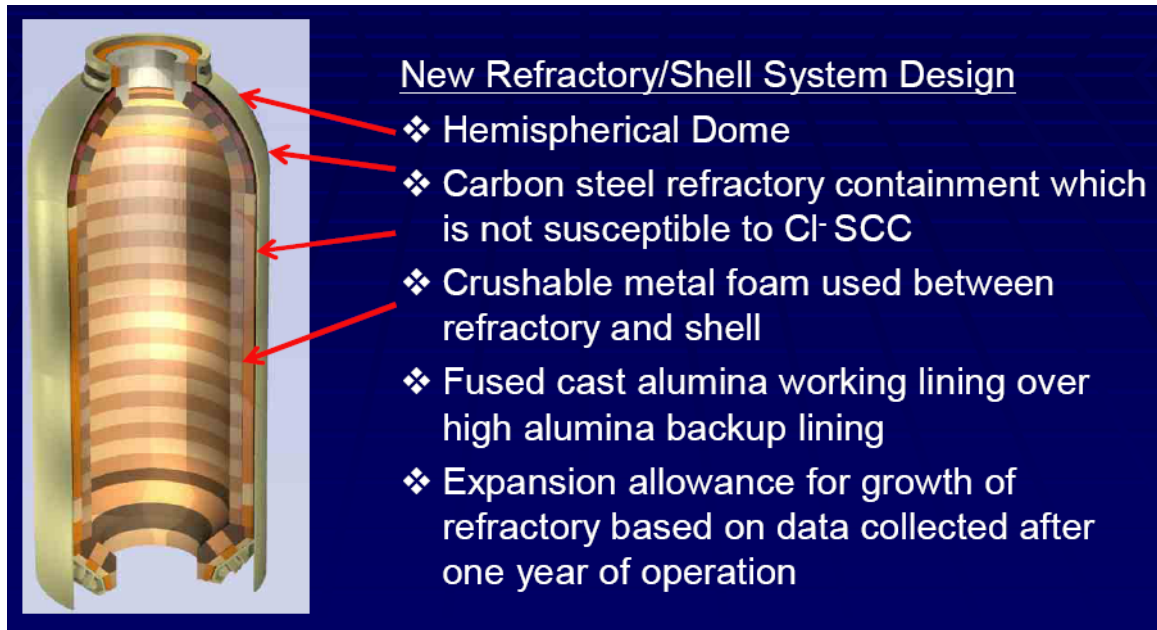 New Refractory/Shell System Design
❖ Hemispherical Dome
❖ Carbon steel refractory containment which
is not susceptible to Cl⁻ SCC
❖ Crushable metal foam used between
refractory and shell
❖ Fused cast alumina working lining over
high alumina backup lining
❖ Expansion allowance for growth of
refractory based on data collected after
one year of operation